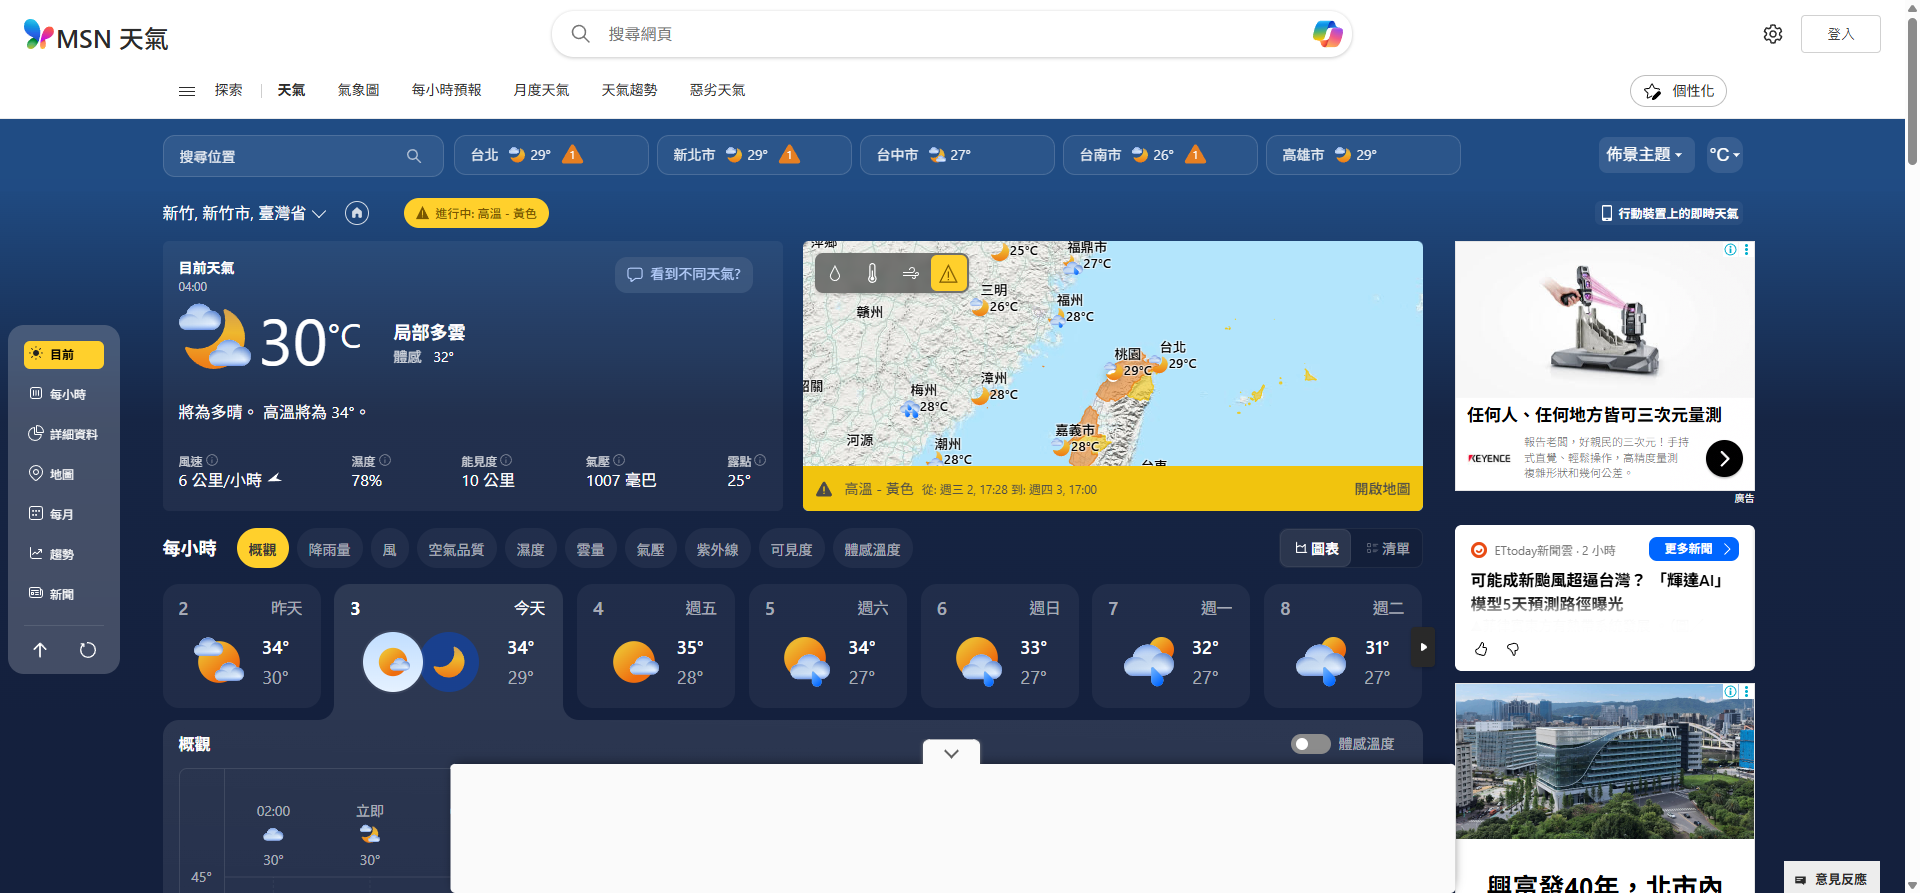 MSN 天氣
搜尋網頁
登入
探索
天氣
氣象圖
每小時預報
月度天氣
天氣趨勢
惡劣天氣
個性化
搜尋位置
台北 29° 1
新北市 29° 1
台中市 27°
台南市 26° 1
高雄市 29°
佈景主題
°C
新竹, 新竹市, 臺灣省
進行中: 高溫 - 黃色
行動裝置上的即時天氣
目前
每小時
詳細資料
地圖
每月
趨勢
新聞
目前天氣
04:00
看到不同天氣?
30°C
局部多雲
體感 32°
將為多晴。 高溫將為 34°。
風速
6 公里/小時
濕度
78%
能見度
10 公里
氣壓
1007 毫巴
露點
25°
25°C
福鼎市
27°C
三明
26°C
贛州
福州
28°C
桃園
29°C
台北
29°C
韶關
梅州
28°C
漳州
28°C
嘉義市
28°C
河源
潮州
28°C
台東
高溫 - 黃色 從: 週三 2, 17:28 到: 週四 3, 17:00
開啟地圖
任何人、任何地方皆可三次元量測
KEYENCE
報告老闆，好親民的三次元！手持
式直覺、輕鬆操作，高精度量測
複雜形狀和幾何公差。
廣告
每小時
概觀
降雨量
風
空氣品質
濕度
雲量
氣壓
紫外線
可見度
體感溫度
圖表
清單
2 昨天
34°
30°
3 今天
34°
29°
4 週五
35°
28°
5 週六
34°
27°
6 週日
33°
27°
7 週一
32°
27°
8 週二
31°
27°
ETtoday新聞雲 · 2 小時
更多新聞
可能成新颱風超逼台灣？ 「輝達AI」
模型5天預測路徑曝光
概觀
體感溫度
02:00
30°
立即
30°
45°
興富發40年，北市內
意見反應